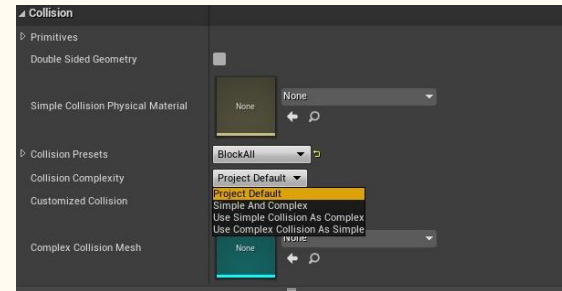 Collision
Primitives
Double Sided Geometry
Simple Collision Physical Material
None
None
Collision Presets
BlockAll
Collision Complexity
Project Default
Project Default
Customized Collision
Simple And Complex
Use Simple Collision As Complex
Use Complex Collision As Simple
Complex Collision Mesh
None
None